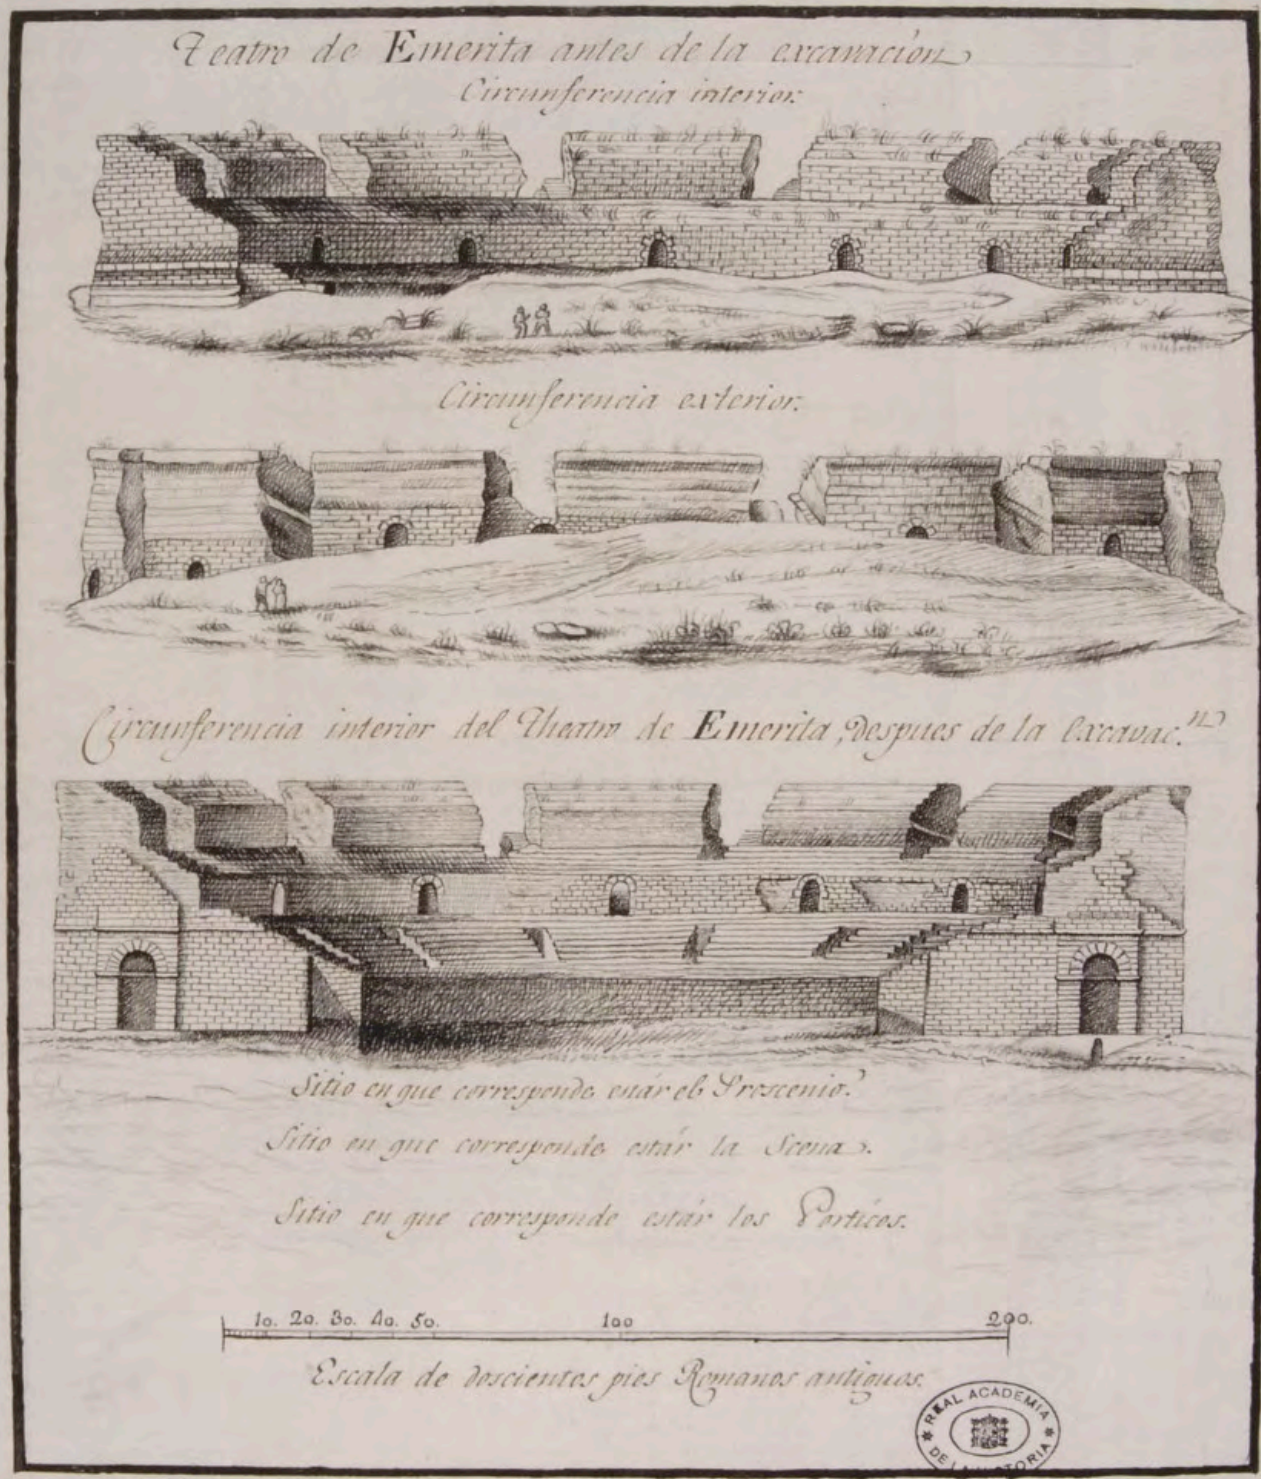 Teatro de Emerita antes de la excavación
Circunferencia interior.
Circunferencia exterior.
Circunferencia interior del Theatro de Emerita, despues de la Excavac.n
Sitio en que corresponde estár el Proscenio.
Sitio en que corresponde estár la Scena.
Sitio en que corresponde estár los Porticos.
10. 20. 30. 40. 50. 100 200.
Escala de doscientos pies Romanos antiguos.
REAL ACADEMIA
DE LA HISTORIA